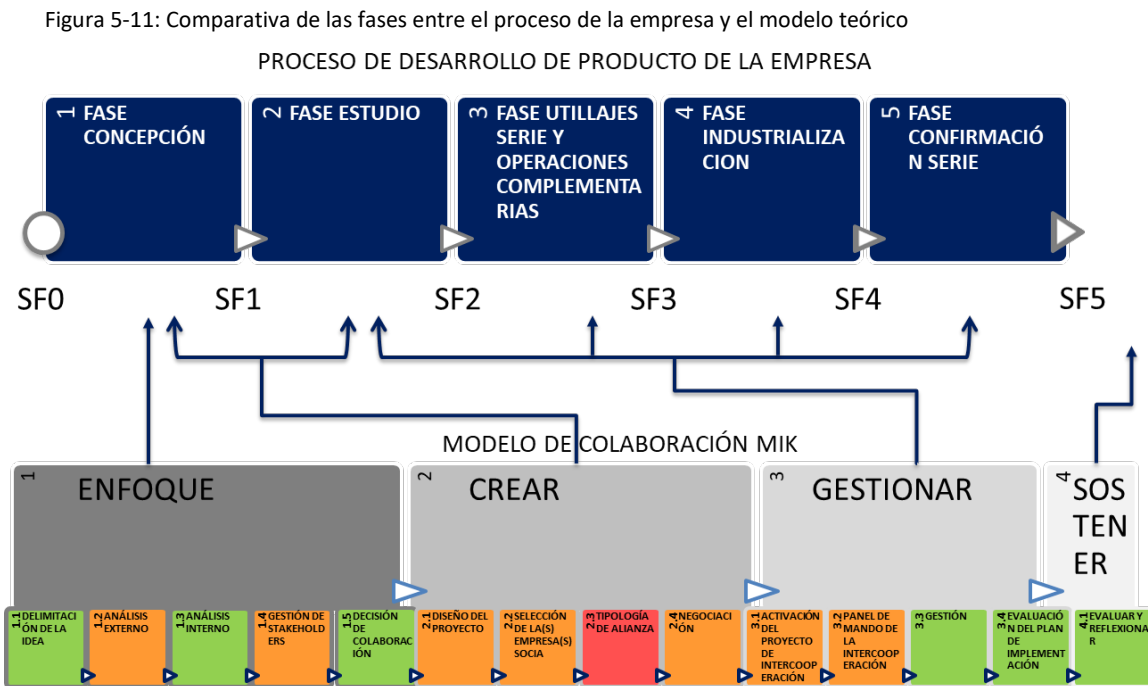 Figura 5-11: Comparativa de las fases entre el proceso de la empresa y el modelo teórico
PROCESO DE DESARROLLO DE PRODUCTO DE LA EMPRESA
1 FASE
CONCEPCIÓN
2 FASE ESTUDIO
3 FASE UTILLAJES
SERIE Y
OPERACIONES
COMPLEMENTA
RIAS
4 FASE
INDUSTRIALIZA
CION
5 FASE
CONFIRMACIÓ
N SERIE
SF0 SF1 SF2 SF3 SF4 SF5
MODELO DE COLABORACIÓN MIK
1 ENFOQUE
2 CREAR
3 GESTIONAR
4 SOS
TEN
ER
1.1 DELIMITACI
ÓN DE LA
IDEA
1.2 ANÁLISIS
EXTERNO
1.3 ANÁLISIS
INTERNO
1.4 GESTIÓN DE
STAKEHOLD
ERS
1.5 DECISIÓN
DE
COLABORAC
IÓN
2.1 DISEÑO DEL
PROYECTO
2.2 SELECCIÓN
DE LA(S)
EMPRESA(S)
SOCIA
2.3 TIPOLOGÍA
DE ALIANZA
2.4 NEGOCIACI
ÓN
3.1 ACTIVACIÓN
DEL
PROYECTO
DE
INTERCOOP
ERACIÓN
3.2 PANEL DE
MANDO DE
LA
INTERCOOP
ERACIÓN
3.3 GESTIÓN
3.4 EVALUACIÓ
N DEL PLAN
DE
IMPLEMENT
ACIÓN
4.1 EVALUAR Y
REFLEXIONA
R